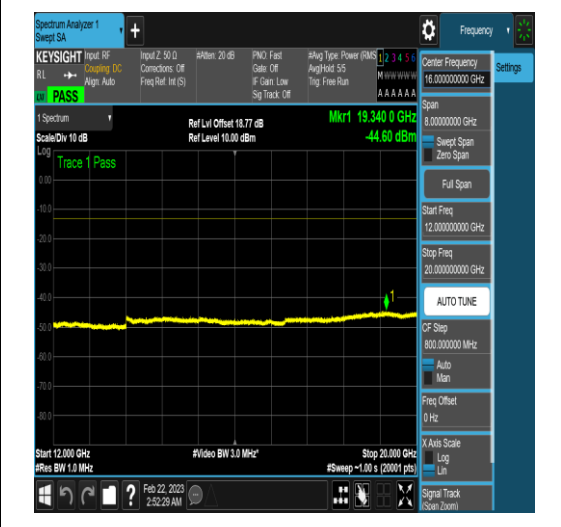 Spectrum Analyzer 1
Swept SA
+
Frequency
KEYSIGHT
RL
PASS
Input: RF
Coupling: DC
Align: Auto
Input Z: 50 Ω
Corrections: Off
Freq Ref: Int (S)
#Atten: 20 dB
PNO: Fast
Gate: Off
IF Gain: Low
Sig Track: Off
#Avg Type: Power (RMS
Avg|Hold: 5/5
Trig: Free Run
1 2 3 4 5 6
M w w w w w
A A A A A A
1 Spectrum
Scale/Div 10 dB
Ref Lvl Offset 18.77 dB
Ref Level 10.00 dBm
Mkr1 19.340 0 GHz
-44.60 dBm
Log
Trace 1 Pass
0.00
-10.0
-20.0
-30.0
-40.0
-50.0
-60.0
-70.0
-80.0
1
Start 12.000 GHz
#Res BW 1.0 MHz
#Video BW 3.0 MHz*
Stop 20.000 GHz
#Sweep ~1.00 s (20001 pts)
?
Feb 22, 2023
2:52:29 AM
Center Frequency
16.000000000 GHz
Settings
Span
8.00000000 GHz
Swept Span
Zero Span
Full Span
Start Freq
12.000000000 GHz
Stop Freq
20.000000000 GHz
AUTO TUNE
CF Step
800.000000 MHz
Auto
Man
Freq Offset
0 Hz
X Axis Scale
Log
Lin
Signal Track
(Span Zoom)